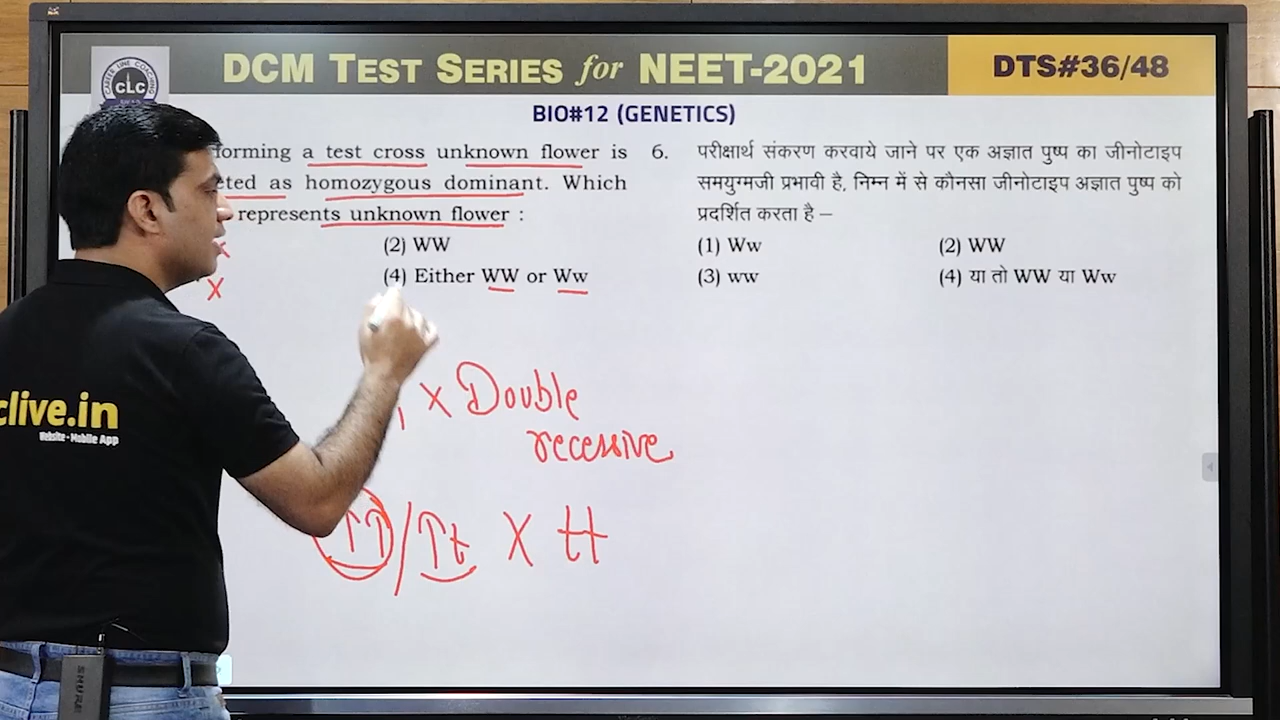 DCM TEST SERIES for NEET-2021
DTS#36/48
CLC
BIO#12 (GENETICS)
forming a test cross unknown flower is
cted as homozygous dominant. Which
represents unknown flower :
(2) WW
(4) Either WW or Ww
6. परीक्षार्थ संकरण करवाये जाने पर एक अज्ञात पुष्प का जीनोटाइप
समयुग्मजी प्रभावी है, निम्न में से कौनसा जीनोटाइप अज्ञात पुष्प को
प्रदर्शित करता है –
(1) Ww
(2) WW
(3) ww
(4) या तो WW या Ww
x Double
recessive
TT/Tt x tt
clive.in
Website - Mobile App
SHURE